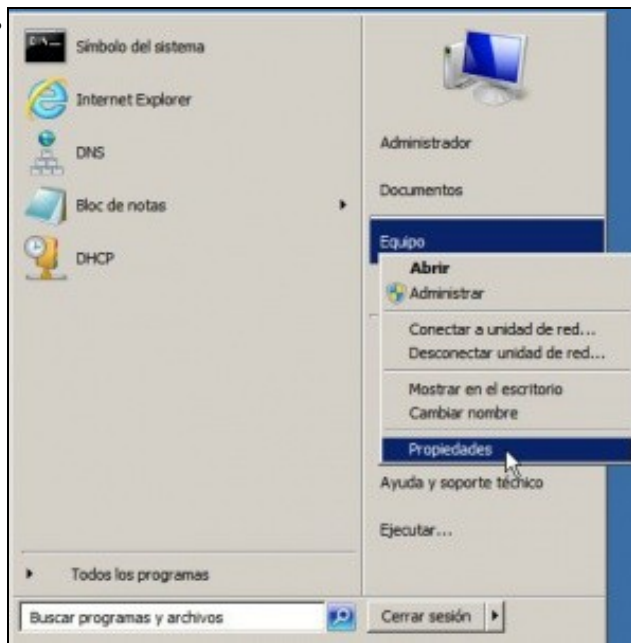 Símbolo del sistema
Internet Explorer
DNS
Bloc de notas
DHCP
Todos los programas
Buscar programas y archivos
Administrador
Documentos
Equipo
Abrir
Administrar
Conectar a unidad de red...
Desconectar unidad de red...
Mostrar en el escritorio
Cambiar nombre
Propiedades
Ayuda y soporte técnico
Ejecutar...
Cerrar sesión